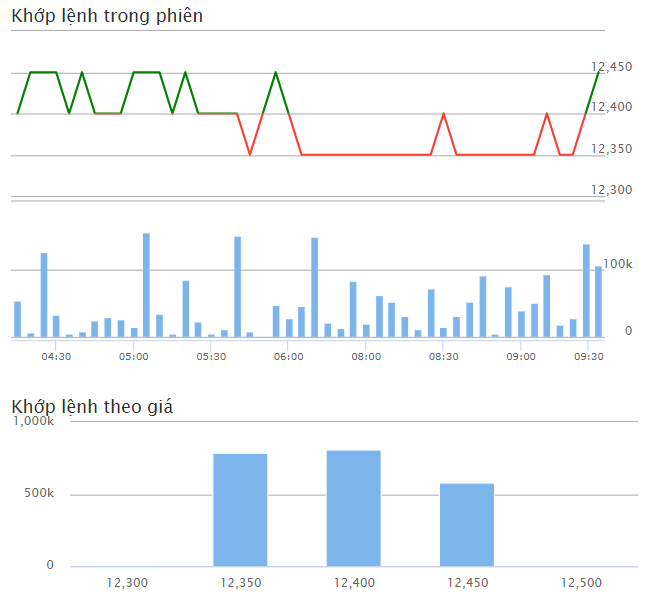 Khớp lệnh trong phiên
12,450
12,400
12,350
12,300
100k
0
04:30 05:00 05:30 06:00 08:00 08:30 09:00 09:30
Khớp lệnh theo giá
1,000k
500k
0
12,300 12,350 12,400 12,450 12,500